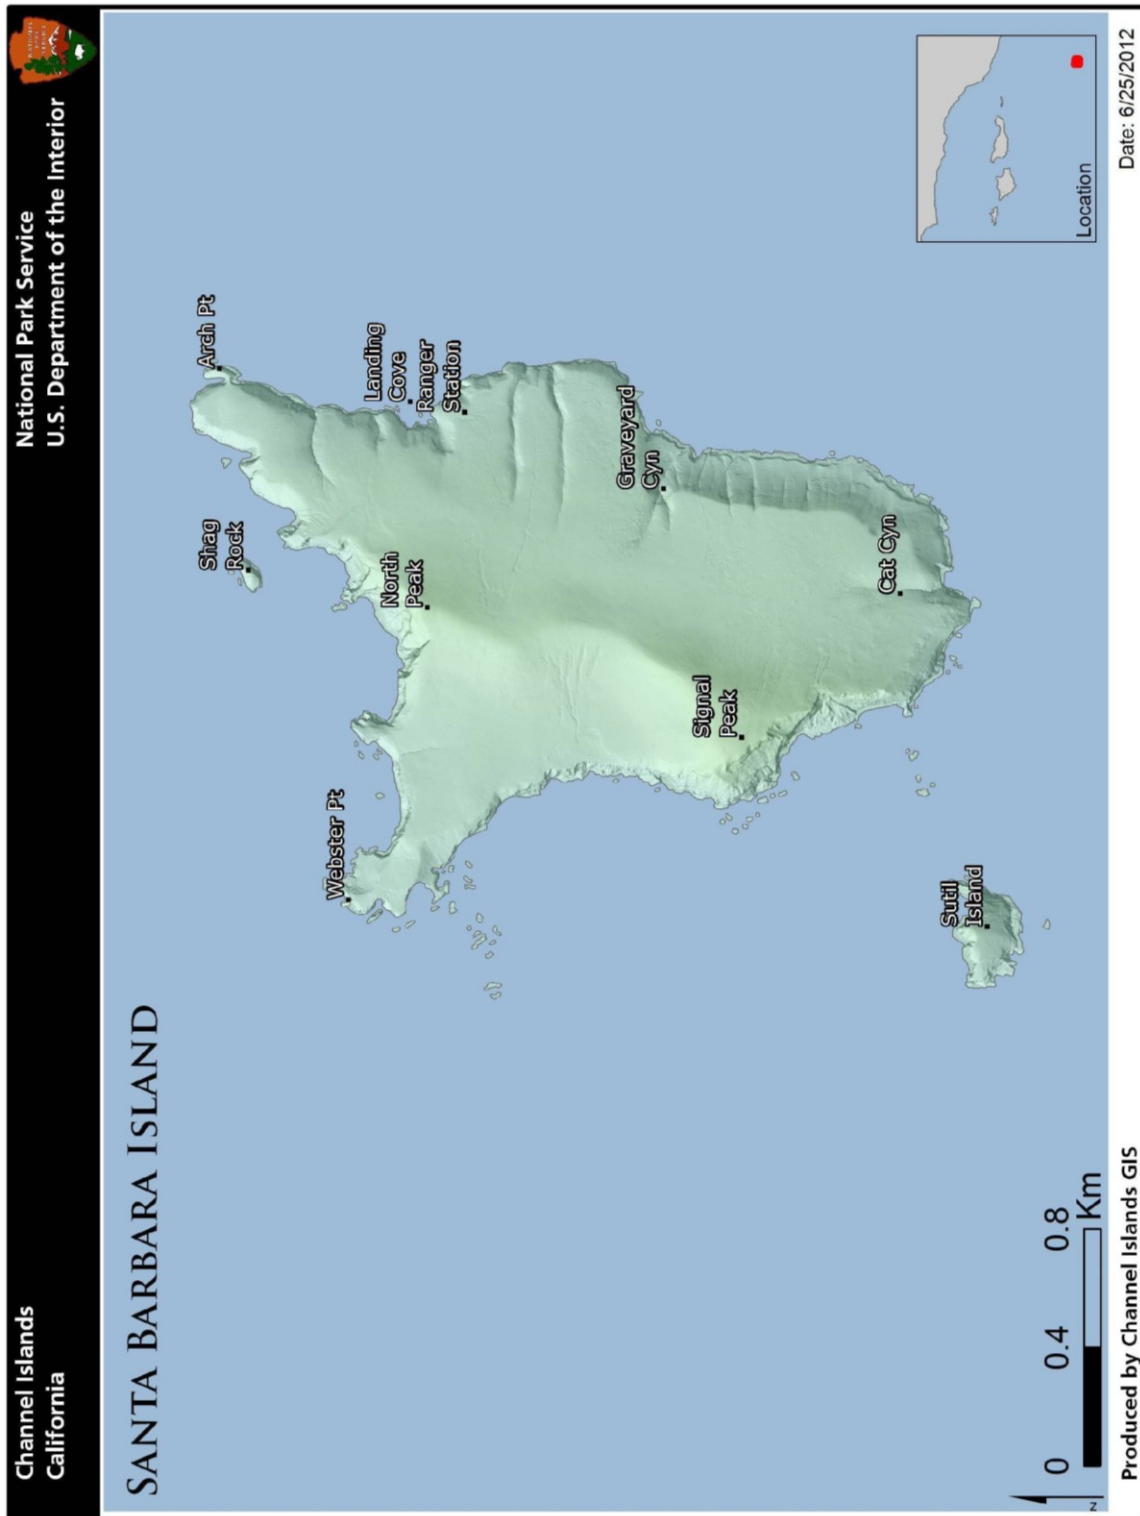 Channel Islands
California
National Park Service
U.S. Department of the Interior
SANTA BARBARA ISLAND
Arch Pt
Shag
Rock
Webster Pt
North
Peak
Landing
Cove
Ranger
Station
Graveyard
Cyn
Signal
Peak
Cat Cyn
Sutil
Island
Location
0 0.4 0.8
Km
N
Produced by Channel Islands GIS
Date: 6/25/2012